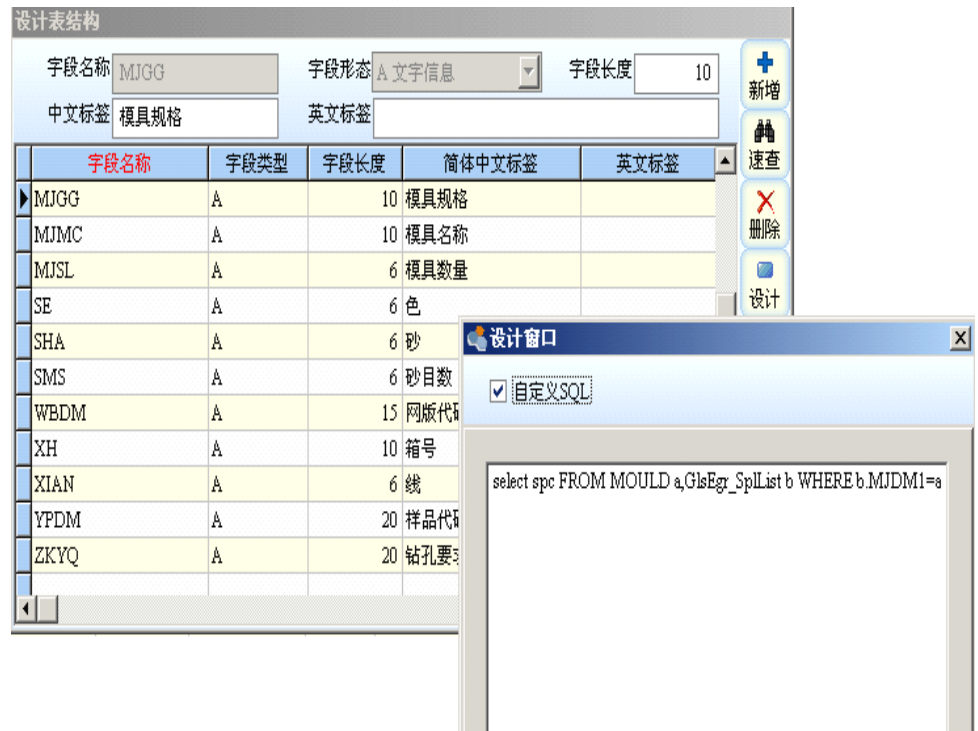 设计表结构
字段名称 MJGG 字段形态 A 文字信息 字段长度 10
中文标签 模具规格 英文标签
新增
速查
删除
设计
字段名称 字段类型 字段长度 简体中文标签 英文标签
MJGG A 10 模具规格
MJMC A 10 模具名称
MJSL A 6 模具数量
SE A 6 色
SHA A 6 砂
SMS A 6 砂目数
WBDM A 15 网版代码
XH A 10 箱号
XIAN A 6 线
YPDM A 20 样品代码
ZKYQ A 20 钻孔要求
设计窗口
自定义SQL
select spc FROM MOULD a,GlsEgr_SplList b WHERE b.MJDM1=a